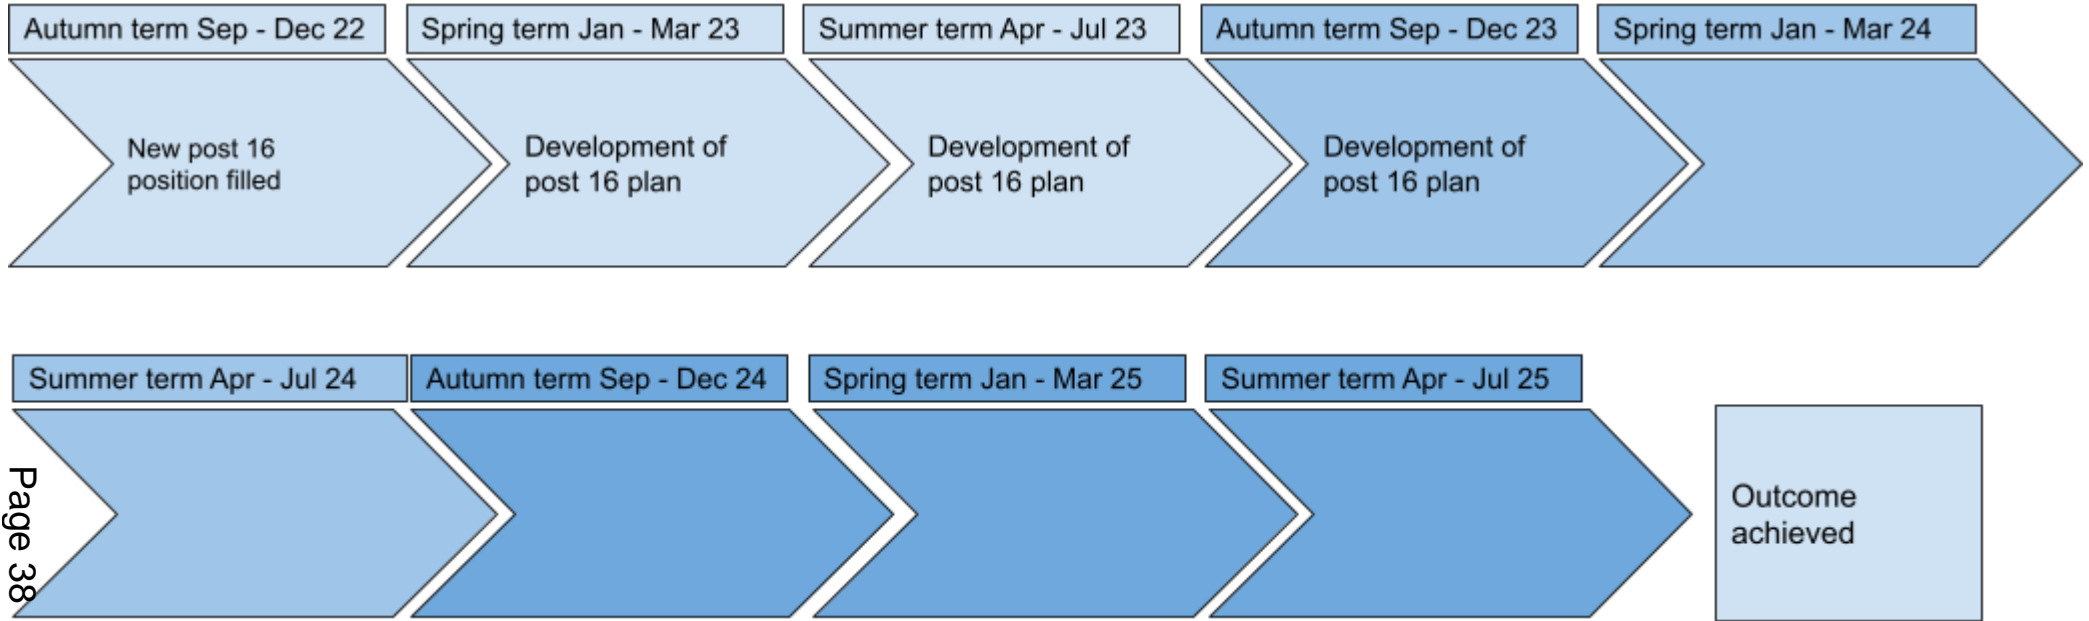 Autumn term Sep - Dec 22
Spring term Jan - Mar 23
Summer term Apr - Jul 23
Autumn term Sep - Dec 23
Spring term Jan - Mar 24
New post 16
position filled
Development of
post 16 plan
Development of
post 16 plan
Development of
post 16 plan
Summer term Apr - Jul 24
Autumn term Sep - Dec 24
Spring term Jan - Mar 25
Summer term Apr - Jul 25
Outcome
achieved
Page 38